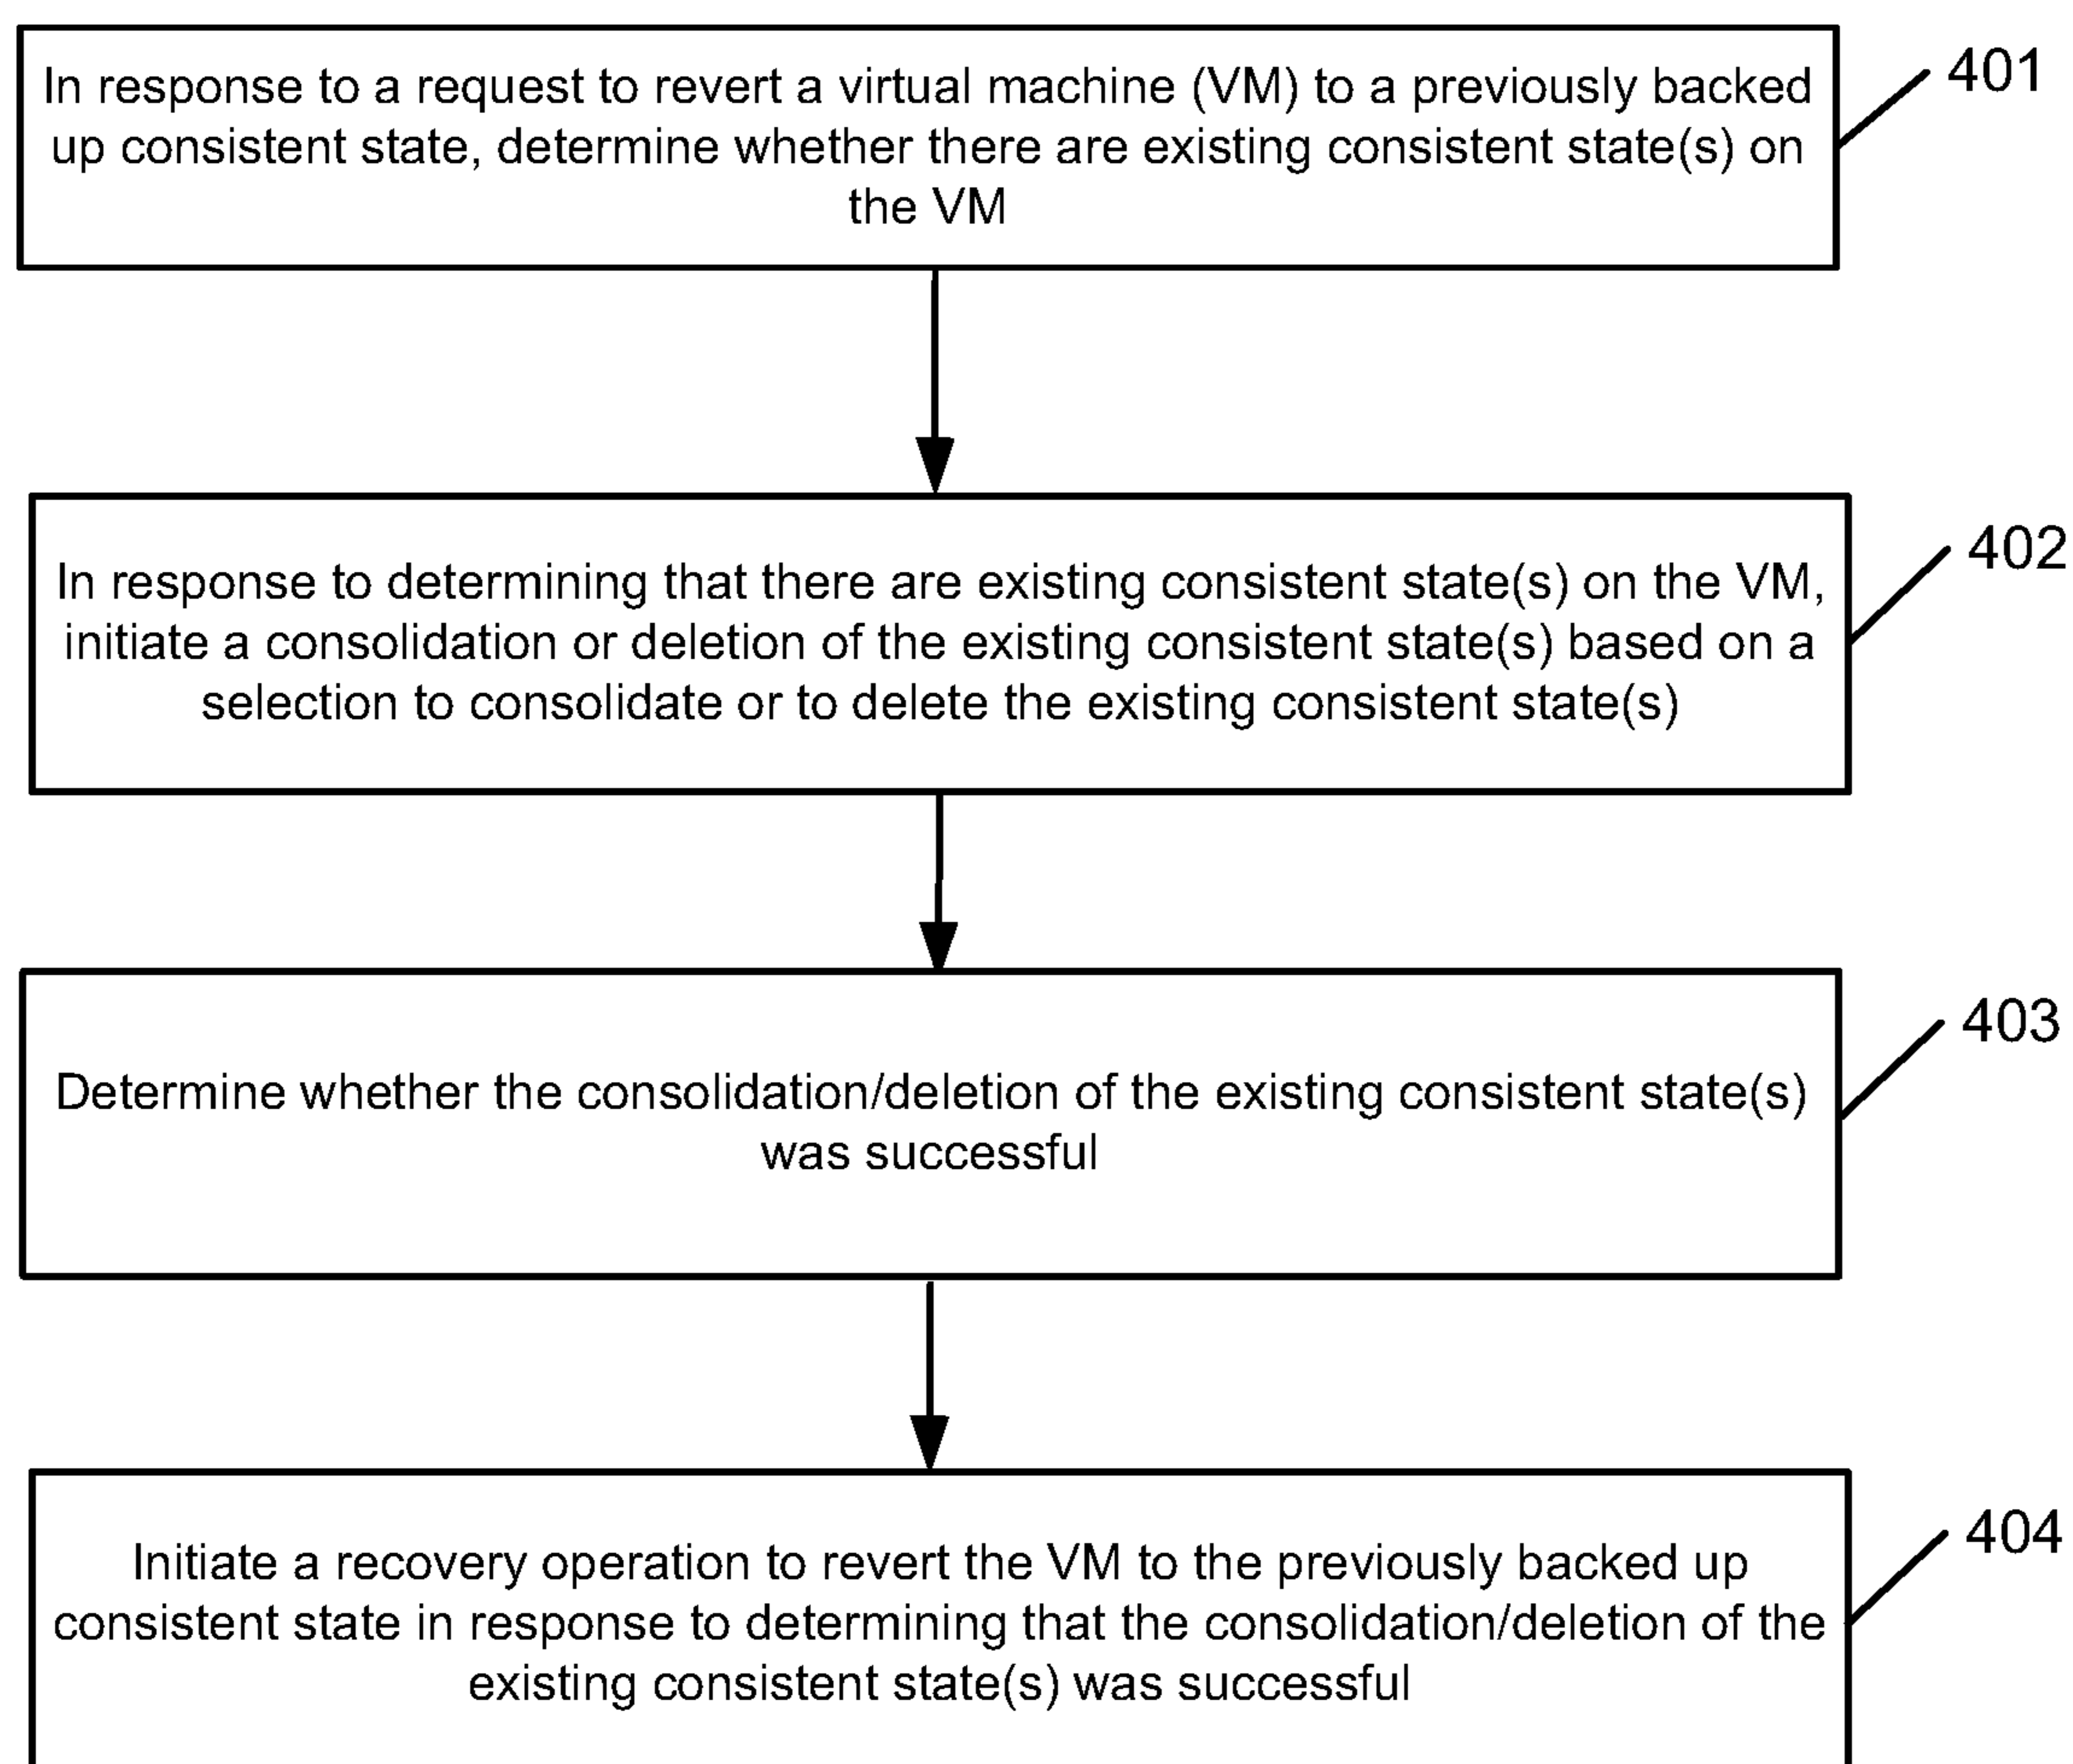 In response to a request to revert a virtual machine (VM) to a previously backed
up consistent state, determine whether there are existing consistent state(s) on
the VM
401
In response to determining that there are existing consistent state(s) on the VM,
initiate a consolidation or deletion of the existing consistent state(s) based on a
selection to consolidate or to delete the existing consistent state(s)
402
Determine whether the consolidation/deletion of the existing consistent state(s)
was successful
403
Initiate a recovery operation to revert the VM to the previously backed up
consistent state in response to determining that the consolidation/deletion of the
existing consistent state(s) was successful
404